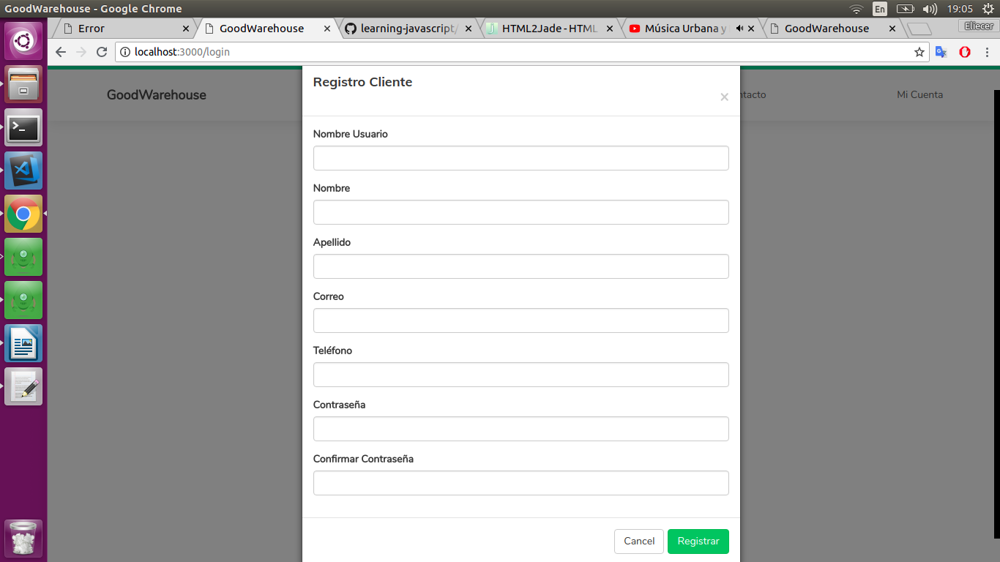 GoodWarehouse - Google Chrome
En
19:05
Error
GoodWarehouse
learning-javascript/
HTML2Jade - HTML
Música Urbana y
GoodWarehouse
Eliecer
localhost:3000/login
GoodWarehouse
ntacto
Mi Cuenta
Registro Cliente
×
Nombre Usuario
Nombre
Apellido
Correo
Teléfono
Contraseña
Confirmar Contraseña
Cancel
Registrar